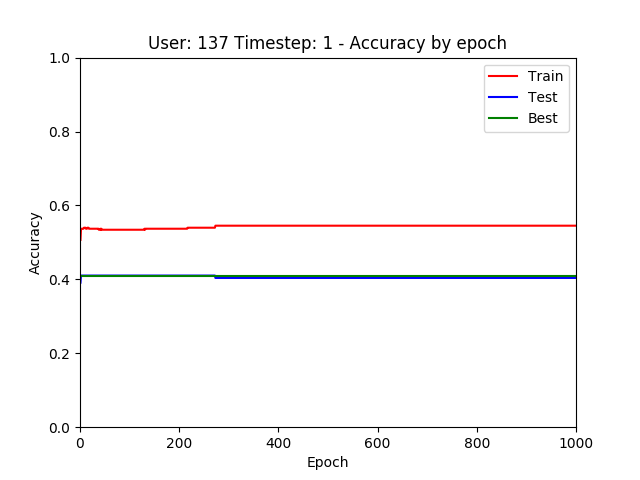 User: 137 Timestep: 1 - Accuracy by epoch
1.0
0.8
0.6
0.4
0.2
0.0
Accuracy
Train
Test
Best
0 200 400 600 800 1000
Epoch